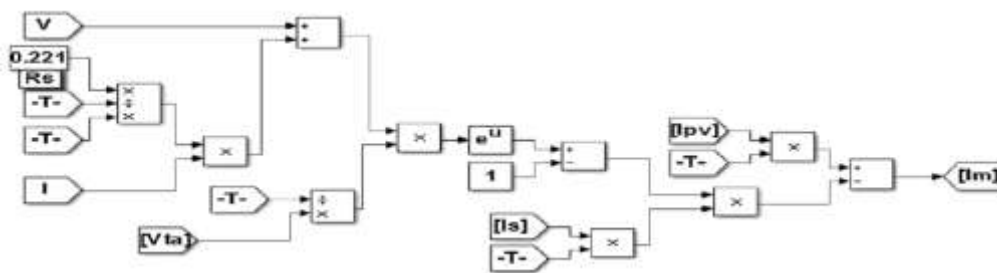 V
0.221
Rs
-T-
-T-
I
+
+
×
÷
×
×
-T-
[Vta]
÷
×
×
e^u
1
+
−
[Is]
-T-
×
×
[Ipv]
-T-
×
+
−
[Im]